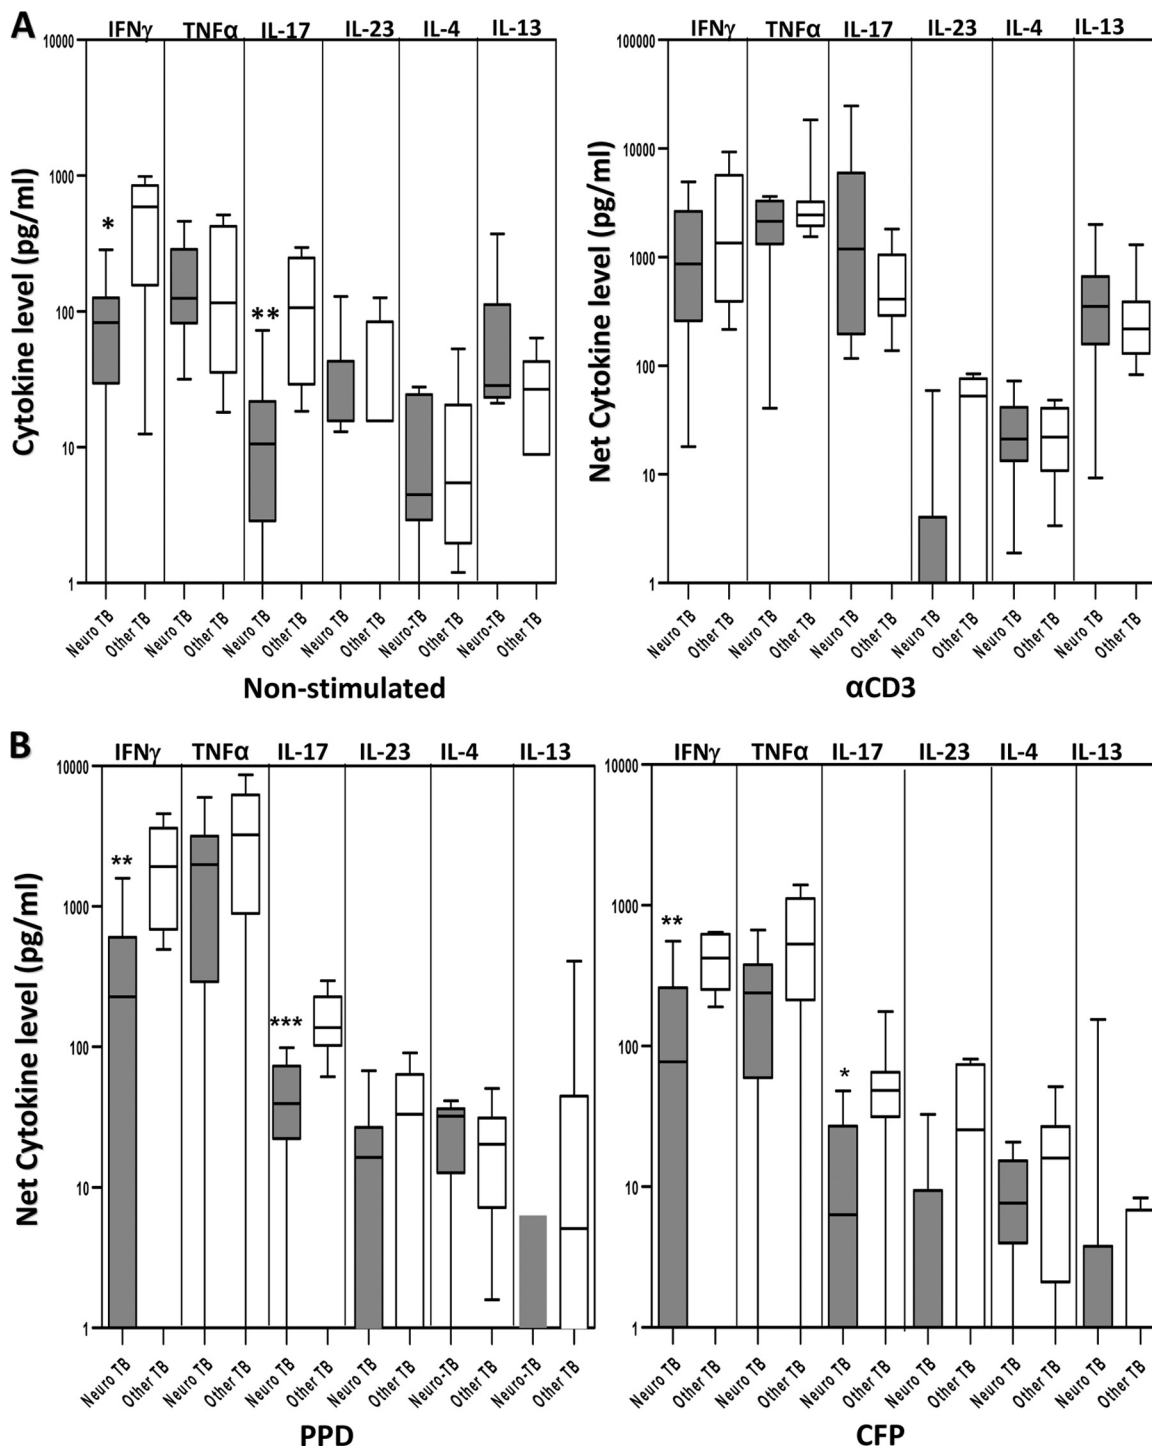 A
IFNγ TNFα IL-17 IL-23 IL-4 IL-13
Cytokine level (pg/ml)
10000
1000
100
10
1
* **
Neuro TB Other TB Neuro TB Other TB Neuro TB Other TB Neuro TB Other TB Neuro-TB Other TB Neuro-TB Other TB
Non-stimulated
IFNγ TNFα IL-17 IL-23 IL-4 IL-13
Net Cytokine level (pg/ml)
100000
10000
1000
100
10
1
Neuro TB Other TB Neuro TB Other TB Neuro TB Other TB Neuro TB Other TB Neuro TB Other TB Neuro TB Other TB
αCD3
B
IFNγ TNFα IL-17 IL-23 IL-4 IL-13
Net Cytokine level (pg/ml)
10000
1000
100
10
1
** ***
Neuro TB Other TB Neuro TB Other TB Neuro TB Other TB Neuro TB Other TB Neuro-TB Other TB Neuro-TB Other TB
PPD
IFNγ TNFα IL-17 IL-23 IL-4 IL-13
10000
1000
100
10
1
** *
Neuro TB Other TB Neuro TB Other TB Neuro TB Other TB Neuro TB Other TB Neuro TB Other TB Neuro TB Other TB
CFP